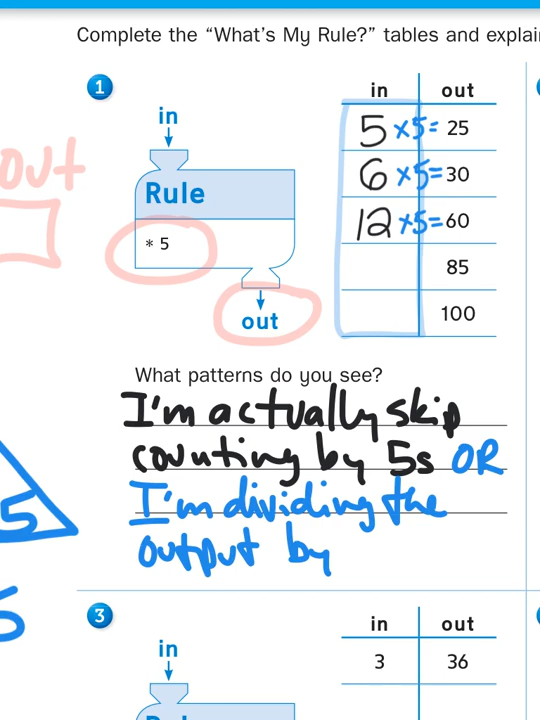 Complete the "What's My Rule?" tables and explai
1
in
Rule
* 5
out
in out
5 ×5= 25
6 ×5= 30
12 ×5= 60
85
100
out
What patterns do you see?
I'm actually skip
counting by 5s OR
I'm dividing the
output by
5
3
in
in out
3 36